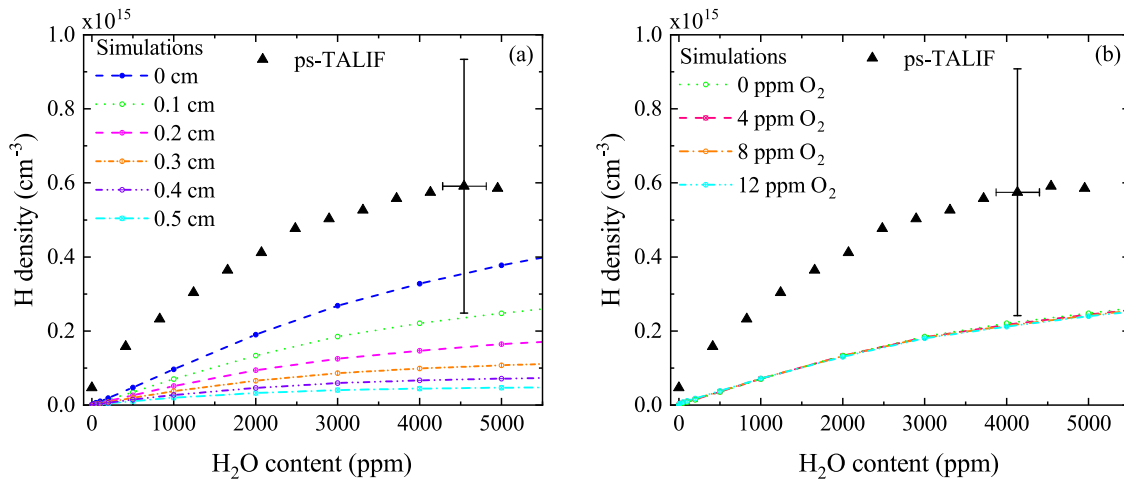 x10¹⁵
Simulations
ps-TALIF
(a)
0 cm
0.1 cm
0.2 cm
0.3 cm
0.4 cm
0.5 cm
1.0
0.8
0.6
0.4
0.2
0.0
H density (cm⁻³)
0 1000 2000 3000 4000 5000
H₂O content (ppm)
x10¹⁵
Simulations
ps-TALIF
(b)
0 ppm O₂
4 ppm O₂
8 ppm O₂
12 ppm O₂
1.0
0.8
0.6
0.4
0.2
0.0
H density (cm⁻³)
0 1000 2000 3000 4000 5000
H₂O content (ppm)